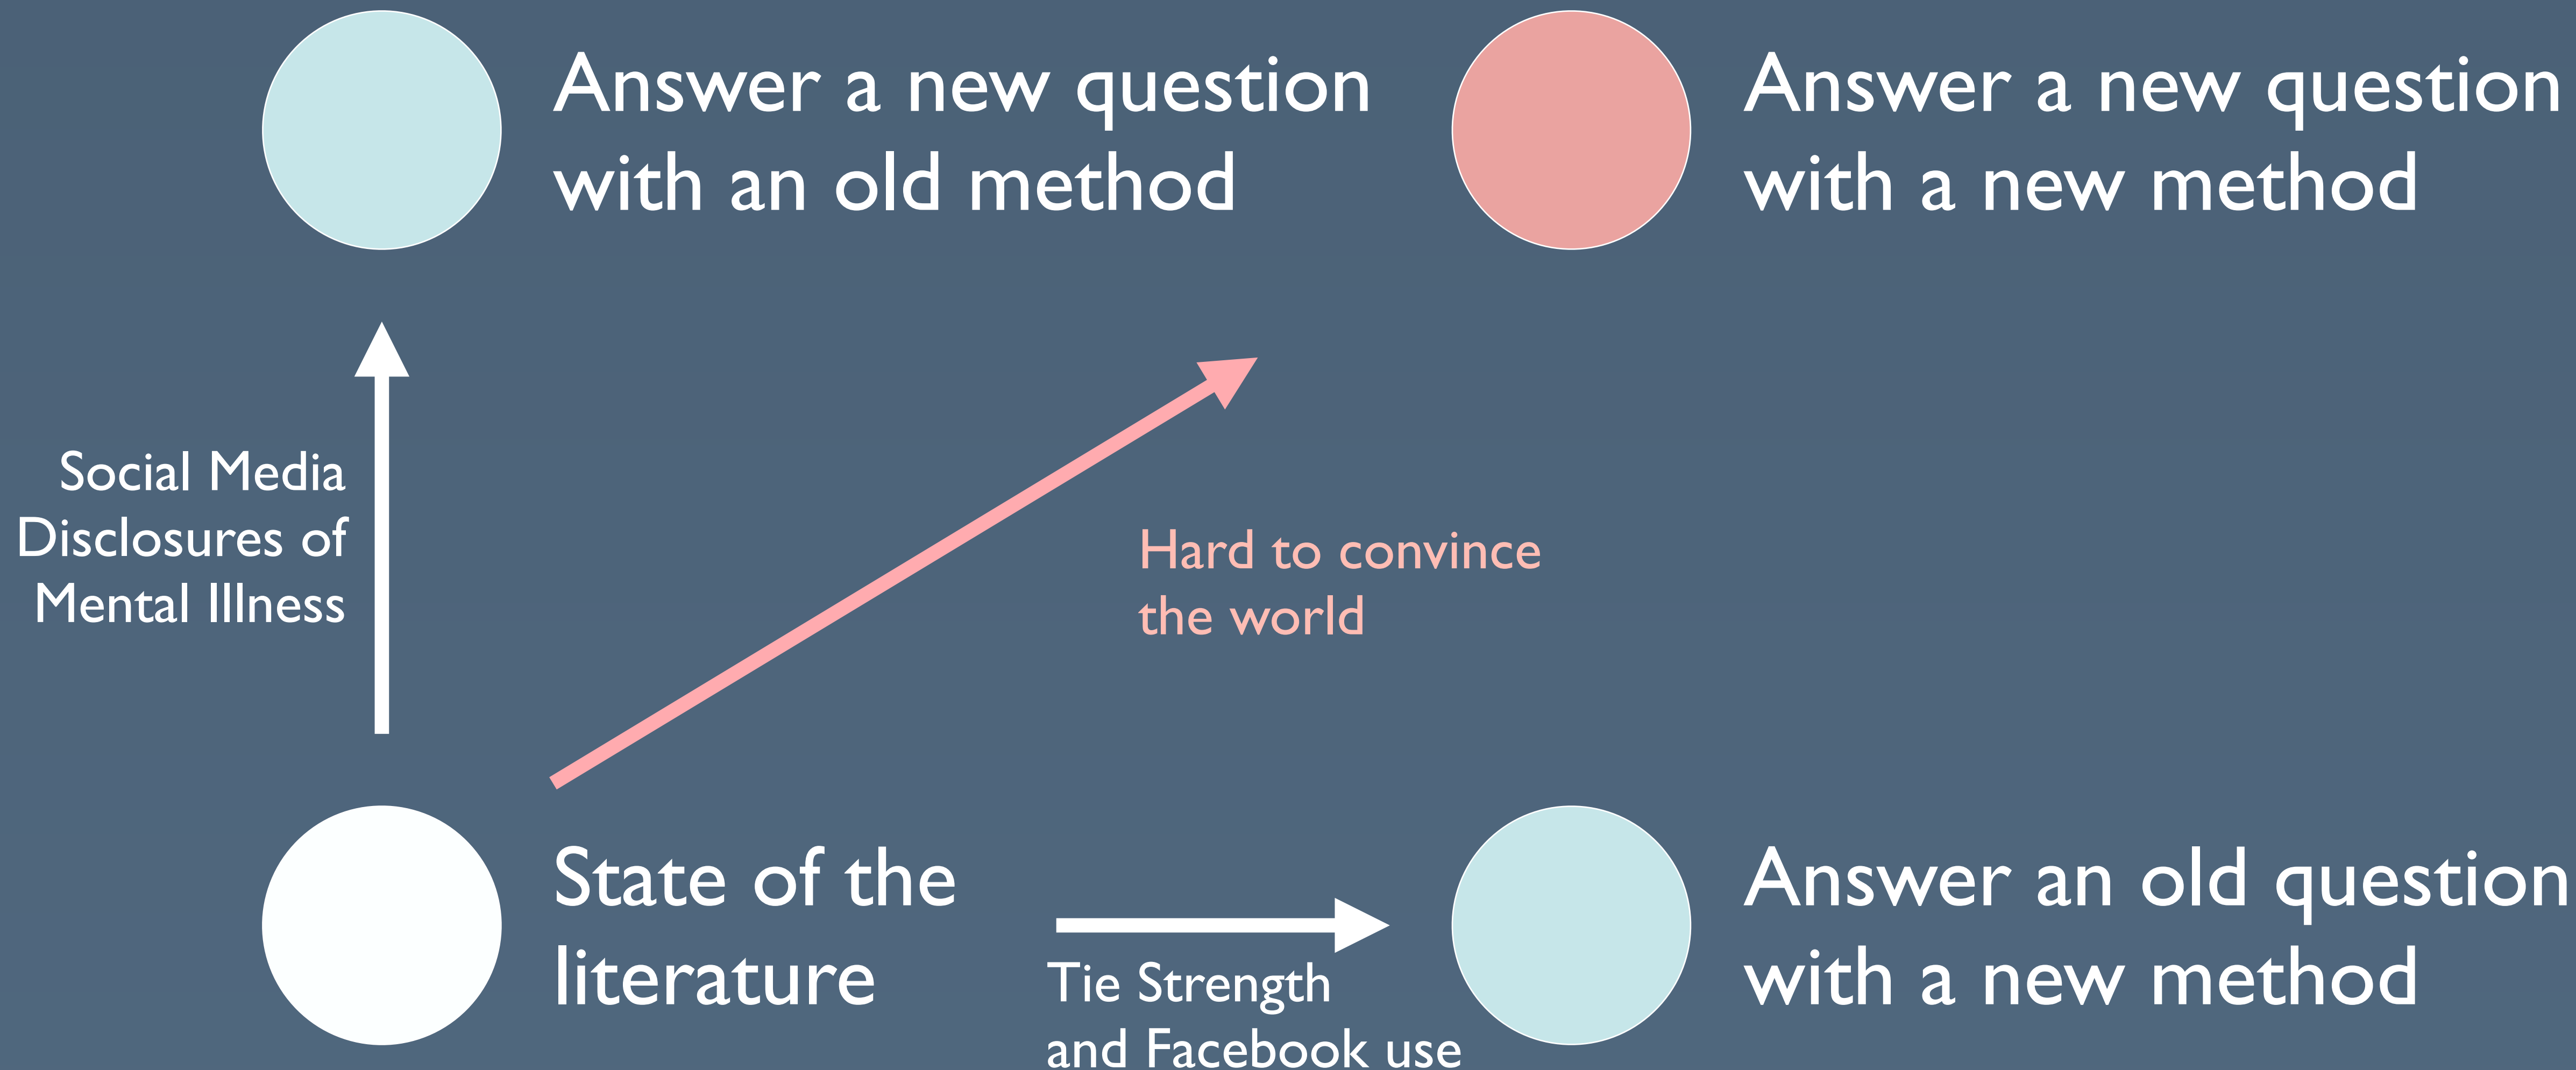 Answer a new question
with an old method
Answer a new question
with a new method
Social Media
Disclosures of
Mental Illness
Hard to convince
the world
State of the
literature
Tie Strength
and Facebook use
Answer an old question
with a new method